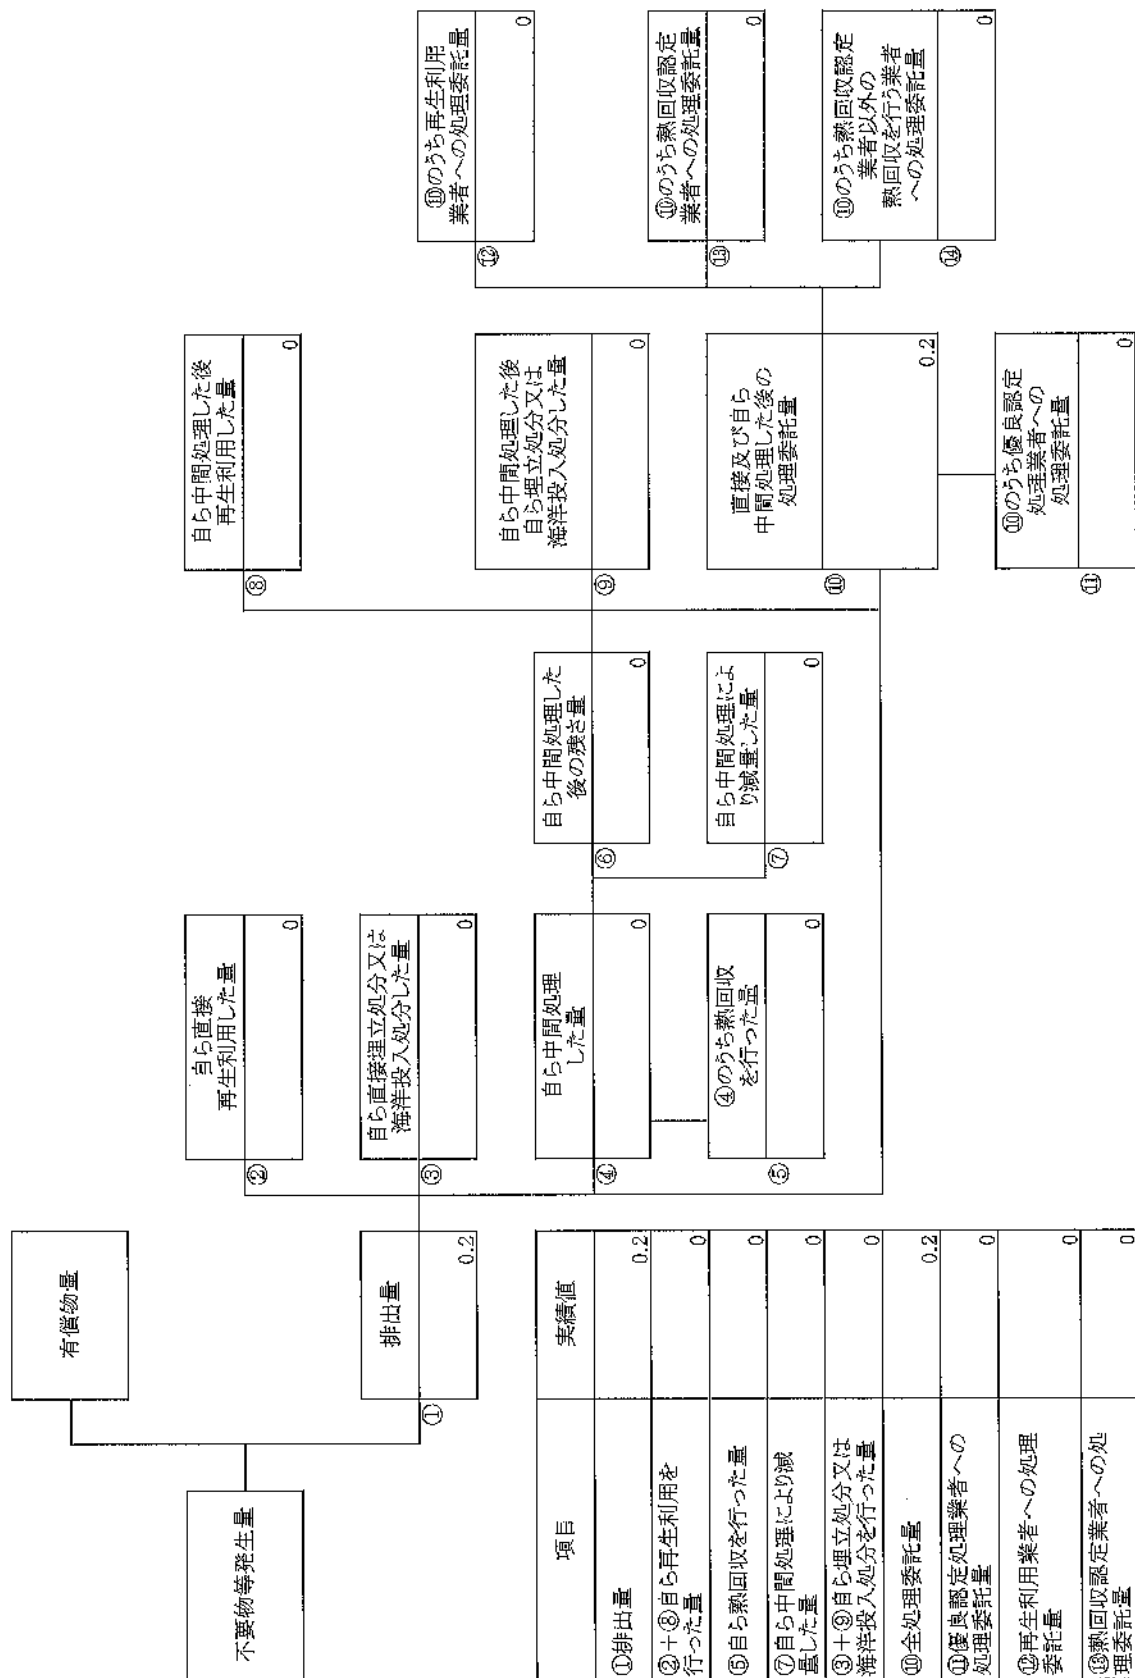 不要物等発生量
有償物量
①
排出量
0.2
②
自ら直接
再生利用した量
0
③
自ら直接埋立処分又は
海洋投入処分した量
0
④
自ら中間処理
した量
0
⑤
④のうち熱回収
を行った量
0
⑥
自ら中間処理した
後の残さ量
0
⑦
自ら中間処理によ
り減量した量
0
⑧
自ら中間処理した後
再生利用した量
0
⑨
自ら中間処理した後
自ら埋立処分又は
海洋投入処分した量
0
⑩
直接及び自ら
中間処理した後の
処理委託量
0.2
⑪
⑩のうち優良認定
処理業者への
処理委託量
0
⑫
⑩のうち再生利用
業者への処理委託量
0
⑬
⑩のうち熱回収認定
業者への処理委託量
0
⑭
⑩のうち熱回収認定
業者以外の
熱回収を行う業者
への処理委託量
0
項目
実績値
①排出量
0.2
②+⑧自ら再生利用を
行った量
0
⑤自ら熱回収を行った量
0
⑦自ら中間処理により減
量した量
0
③+⑨自ら埋立処分又は
海洋投入処分を行った量
0
⑩全処理委託量
0.2
⑪優良認定処理業者への
処理委託量
0
⑫再生利用業者への処理
委託量
0
⑬熱回収認定業者への処
理委託量
0